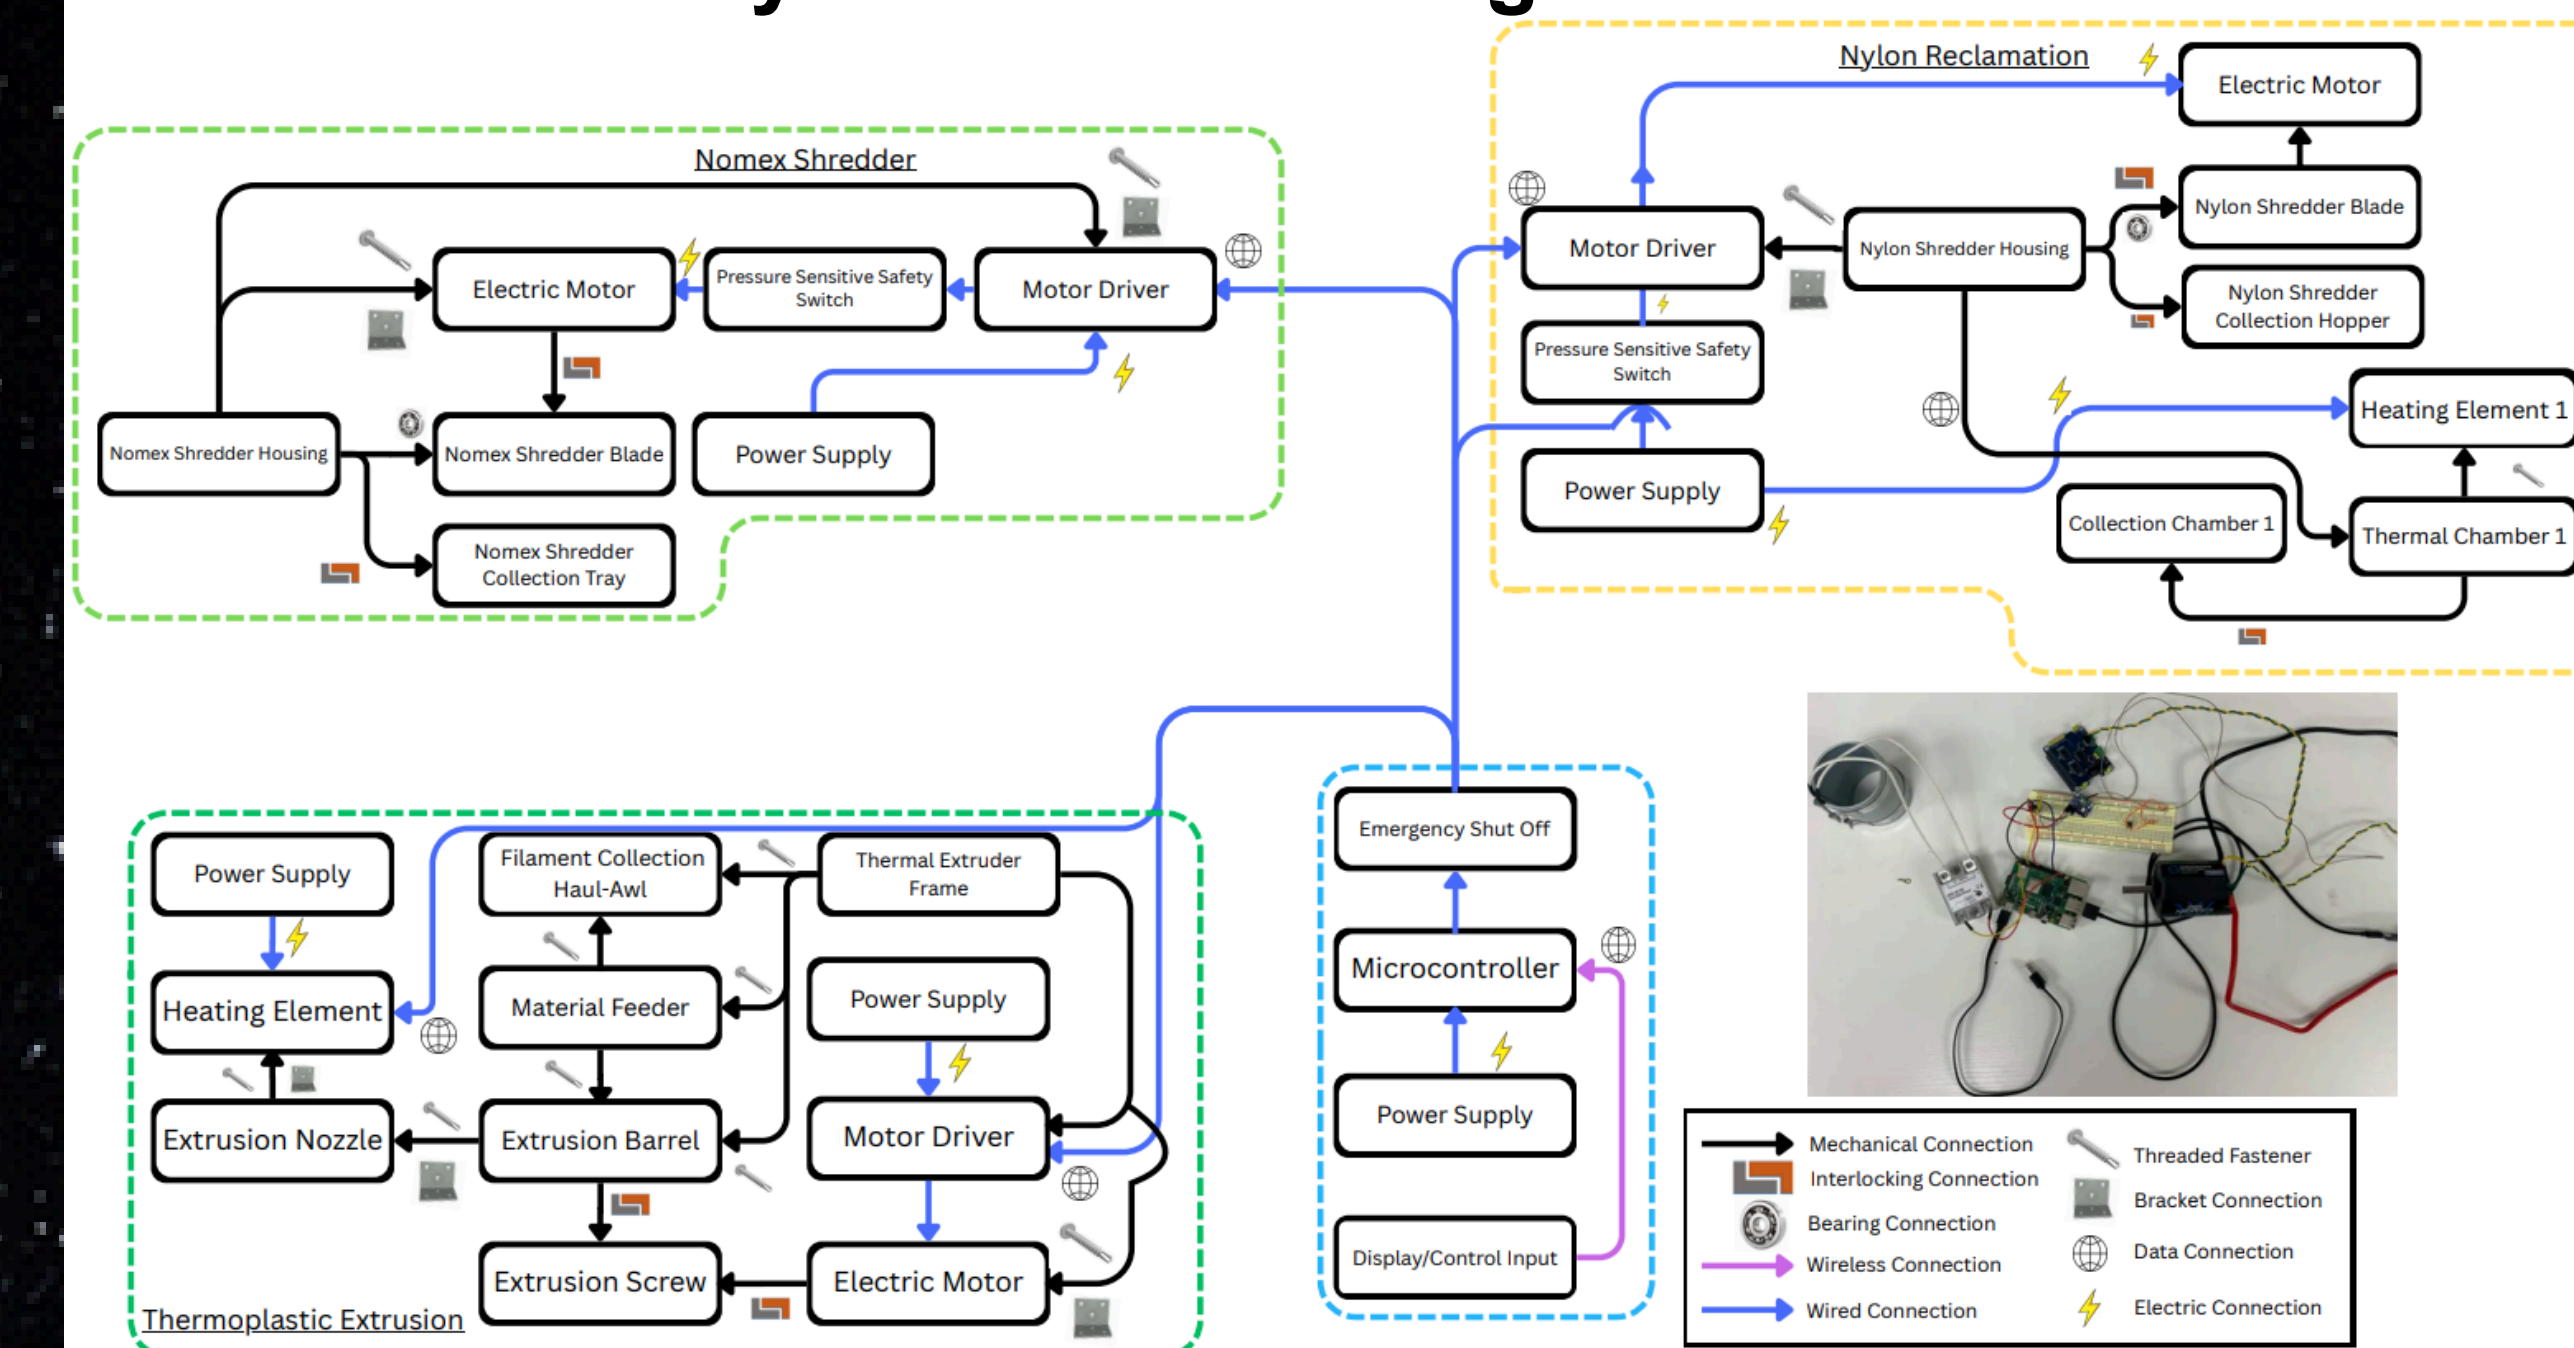 Nylon Reclamation
Electric Motor
Nomex Shredder
Nylon Shredder Blade
Motor Driver
Nylon Shredder Housing
Electric Motor
Pressure Sensitive Safety
Switch
Motor Driver
Nylon Shredder
Collection Hopper
Pressure Sensitive Safety
Switch
Heating Element 1
Nomex Shredder Housing
Nomex Shredder Blade
Power Supply
Power Supply
Collection Chamber 1
Thermal Chamber 1
Nomex Shredder
Collection Tray
Emergency Shut Off
Power Supply
Filament Collection
Haul-Awl
Thermal Extruder
Frame
Microcontroller
Heating Element
Material Feeder
Power Supply
Power Supply
Extrusion Nozzle
Extrusion Barrel
Motor Driver
Display/Control Input
Extrusion Screw
Electric Motor
Thermoplastic Extrusion
Mechanical Connection
Interlocking Connection
Bearing Connection
Wireless Connection
Wired Connection
Threaded Fastener
Bracket Connection
Data Connection
Electric Connection